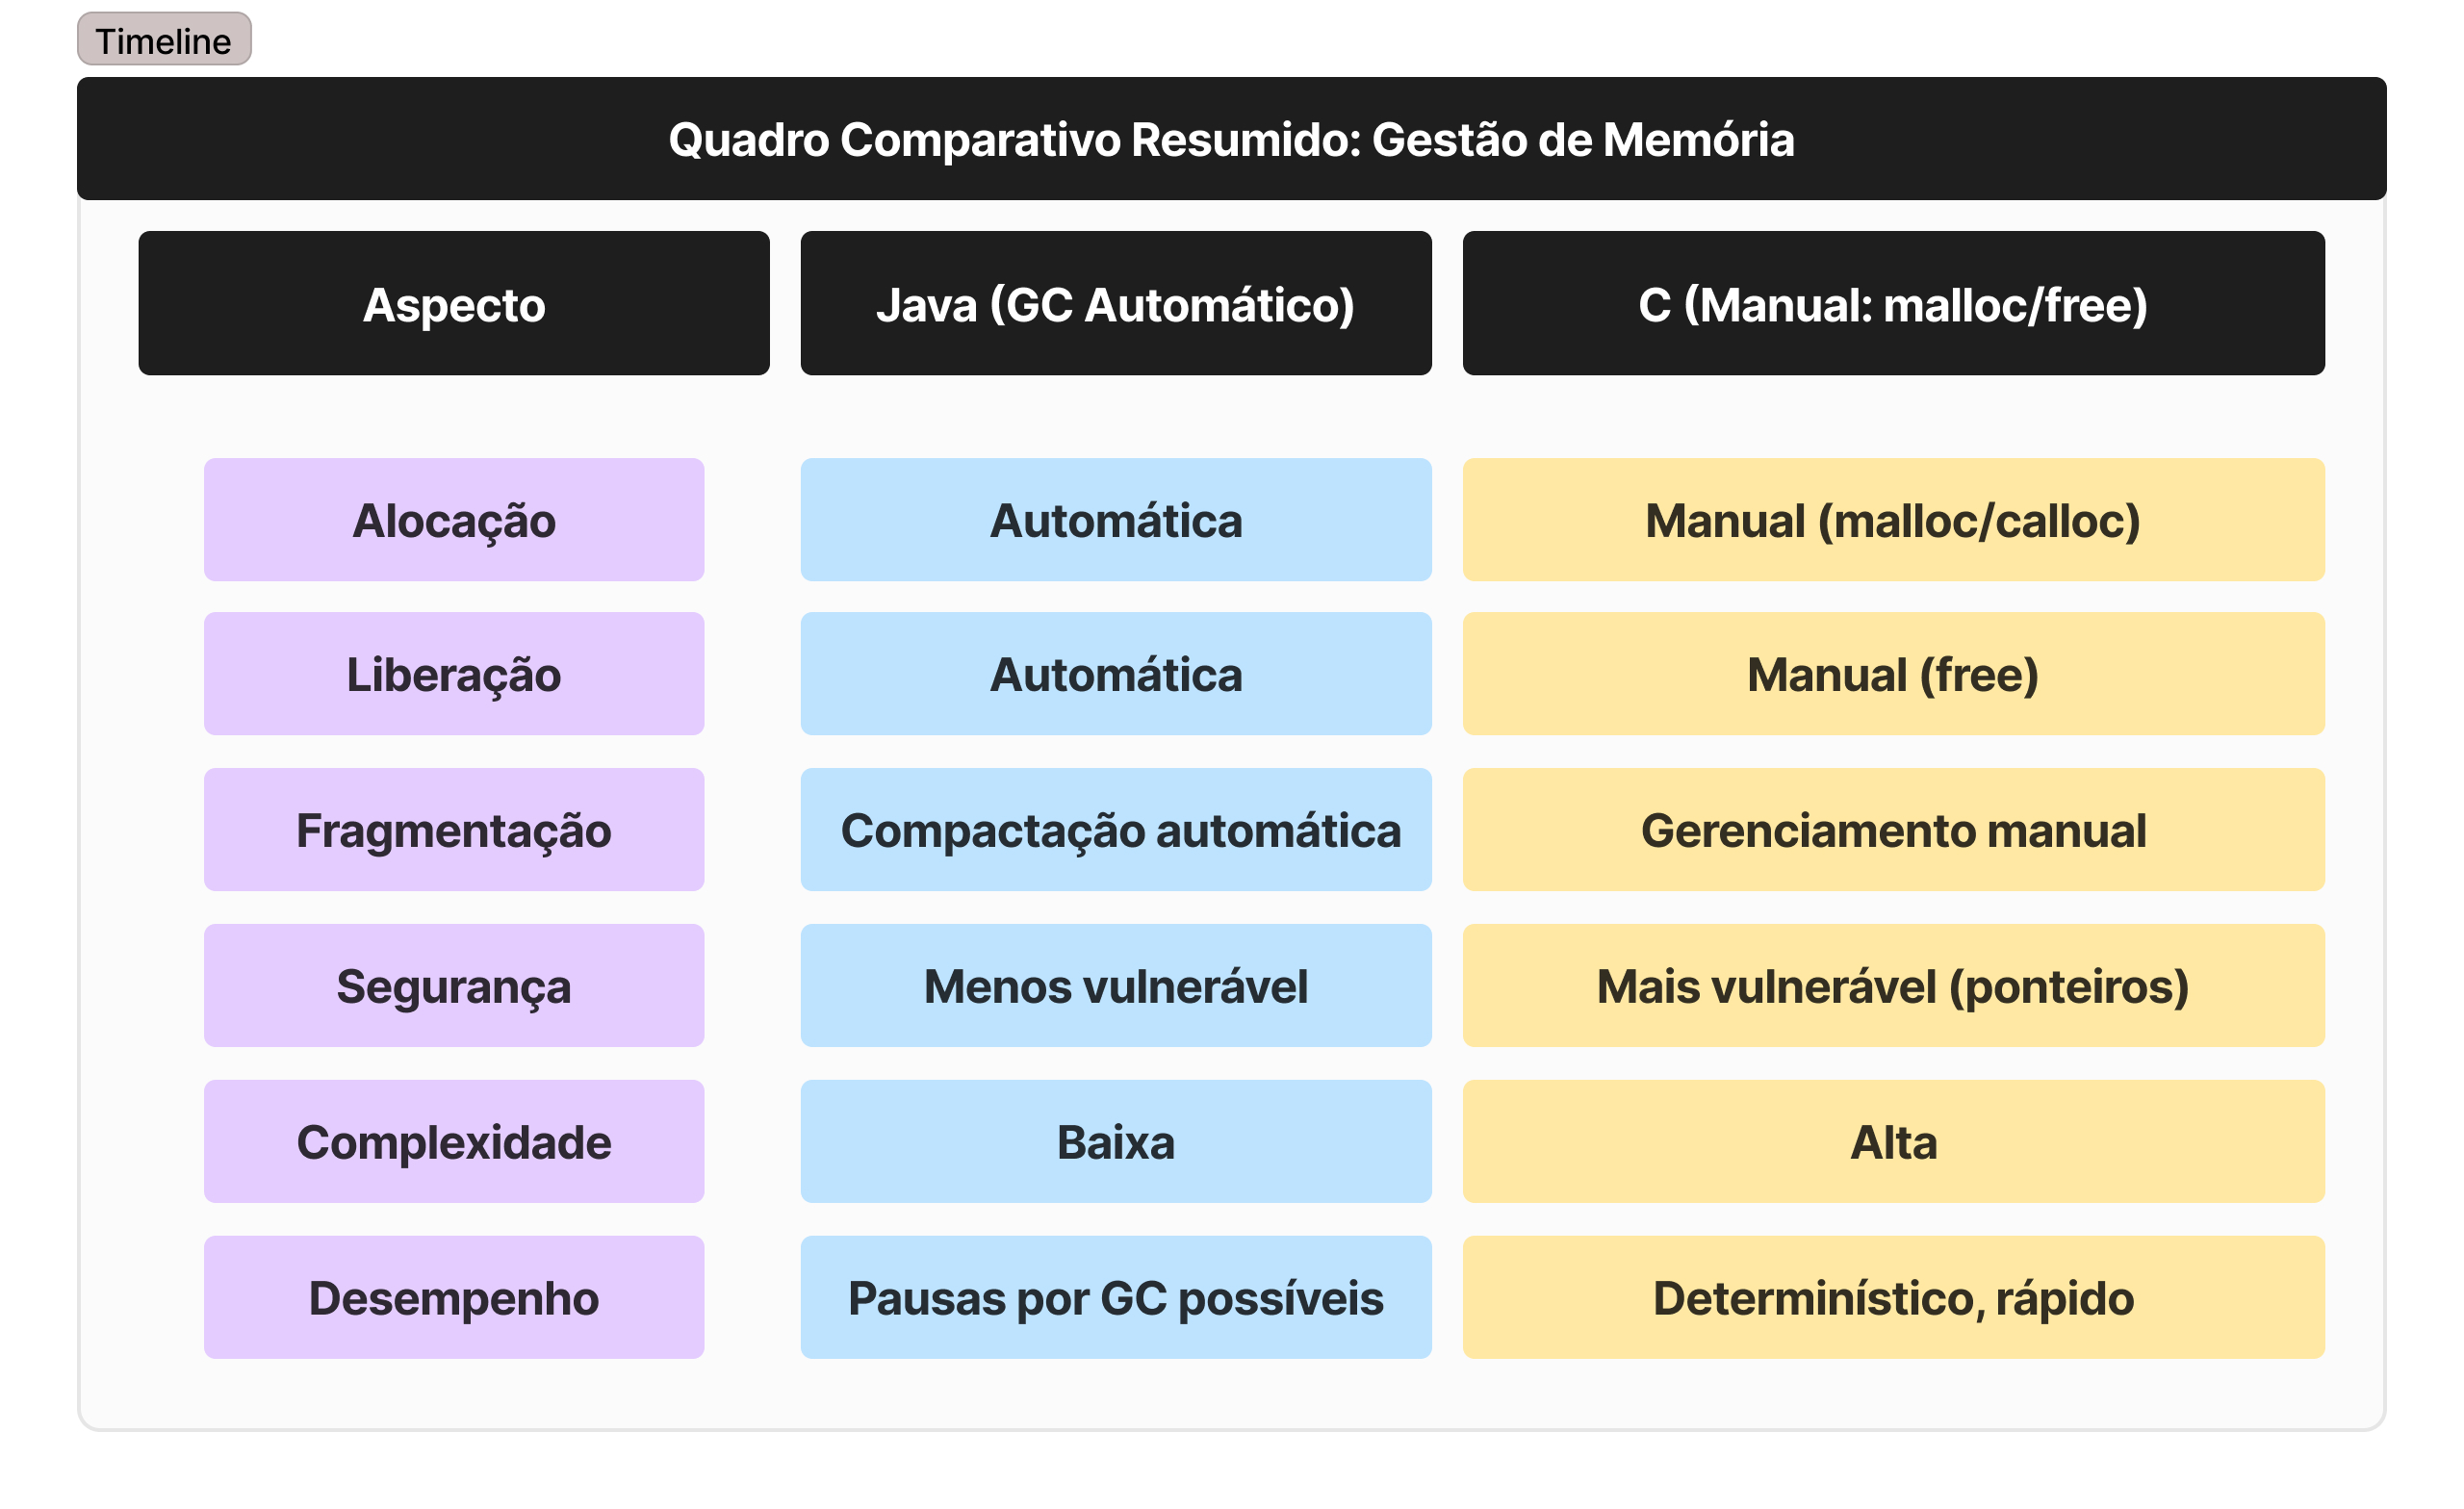 Timeline
Quadro Comparativo Resumido: Gestão de Memória
Aspecto
Java (GC Automático)
C (Manual: malloc/free)
Alocação
Automática
Manual (malloc/calloc)
Liberação
Automática
Manual (free)
Fragmentação
Compactação automática
Gerenciamento manual
Segurança
Menos vulnerável
Mais vulnerável (ponteiros)
Complexidade
Baixa
Alta
Desempenho
Pausas por GC possíveis
Determinístico, rápido